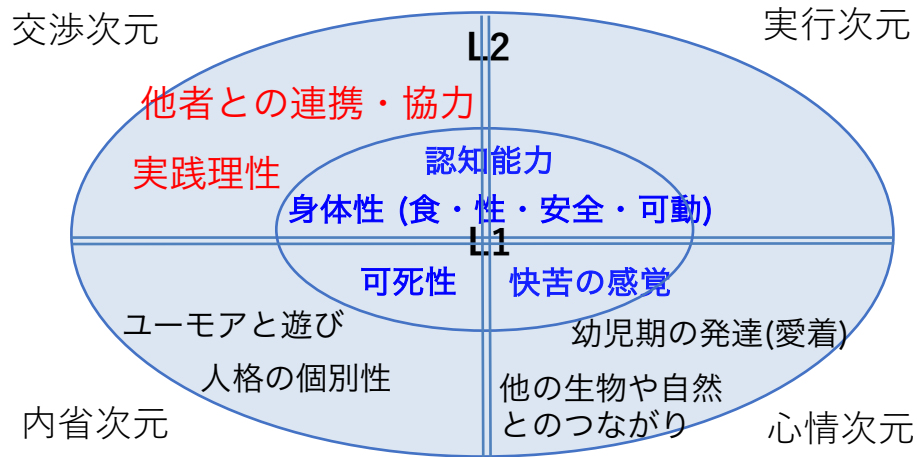 交渉次元
実行次元
L2
他者との連携・協力
実践理性
認知能力
身体性 (食・性・安全・可動)
L1
可死性
快苦の感覚
ユーモアと遊び
幼児期の発達(愛着)
人格の個別性
他の生物や自然
とのつながり
内省次元
心情次元